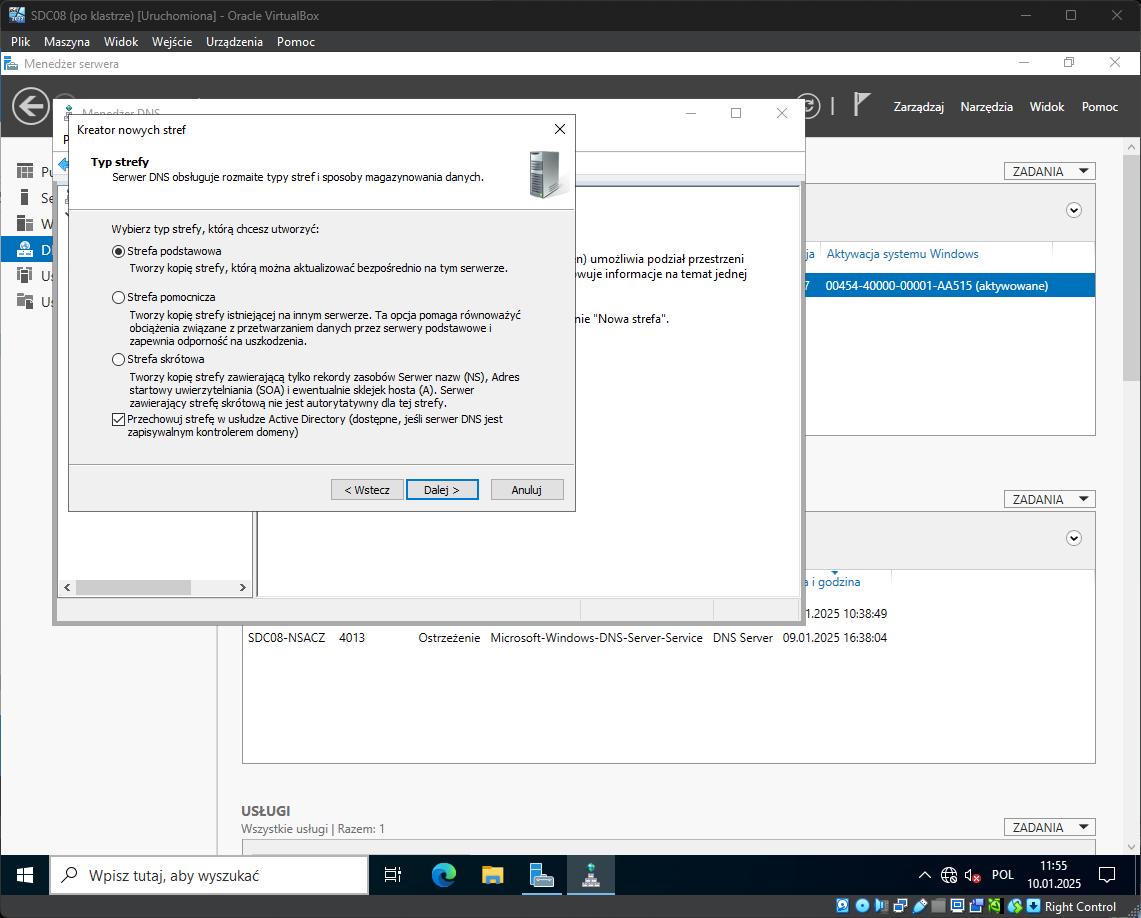 SDC08 (po klastrze) [Uruchomiona] - Oracle VirtualBox
Plik Maszyna Widok Wejście Urządzenia Pomoc
Menedżer serwera
Zarządzaj Narzędzia Widok Pomoc
Menedżer DNS
Kreator nowych stref
Typ strefy
Serwer DNS obsługuje rozmaite typy stref i sposoby magazynowania danych.
Wybierz typ strefy, którą chcesz utworzyć:
Strefa podstawowa
Tworzy kopię strefy, którą można aktualizować bezpośrednio na tym serwerze.
Strefa pomocnicza
Tworzy kopię strefy istniejącej na innym serwerze. Ta opcja pomaga równoważyć
obciążenia związane z przetwarzaniem danych przez serwery podstawowe i
zapewnia odporność na uszkodzenia.
Strefa skrótowa
Tworzy kopię strefy zawierającą tylko rekordy zasobów Serwer nazw (NS), Adres
startowy uwierzytelniania (SOA) i ewentualnie sklejek hosta (A). Serwer
zawierający strefę skrótową nie jest autorytatywny dla tej strefy.
Przechowuj strefę w usłudze Active Directory (dostępne, jeśli serwer DNS jest
zapisywalnym kontrolerem domeny)
< Wstecz Dalej > Anuluj
n) umożliwia podział przestrzeni
wuje informacje na temat jednej
nie "Nowa strefa".
ZADANIA
ja Aktywacja systemu Windows
7 00454-40000-00001-AA515 (aktywowane)
ZADANIA
a i godzina
1.2025 10:38:49
SDC08-NSACZ 4013 Ostrzeżenie Microsoft-Windows-DNS-Server-Service DNS Server 09.01.2025 16:38:04
USŁUGI
Wszystkie usługi | Razem: 1
ZADANIA
Wpisz tutaj, aby wyszukać
POL
11:55
10.01.2025
Right Control